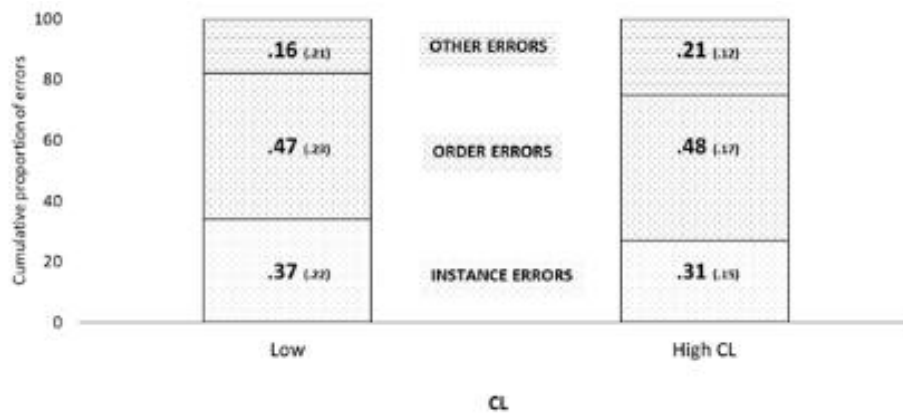 100
80
60
40
20
0
Cumulative proportion of errors
.16 (.21)
.47 (.23)
.37 (.22)
OTHER ERRORS
ORDER ERRORS
INSTANCE ERRORS
.21 (.12)
.48 (.17)
.31 (.15)
Low
High CL
CL